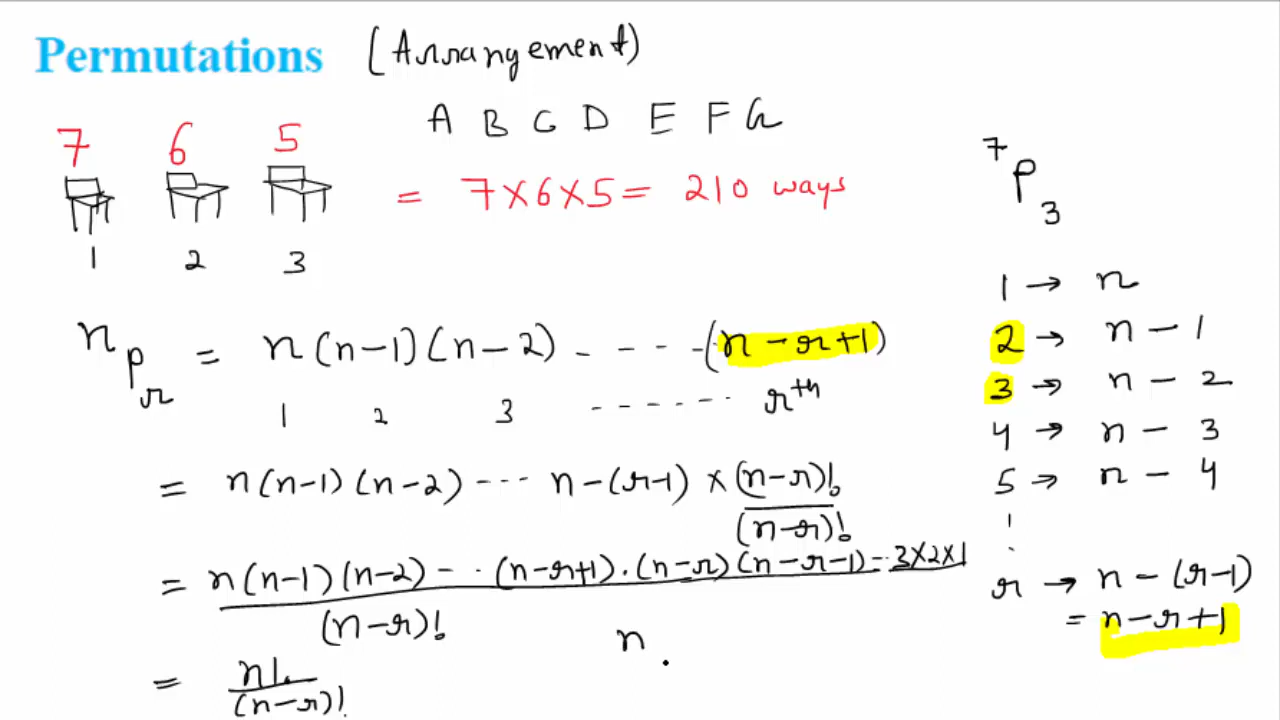 Permutations (Arrangement)
A B C D E F G
7 6 5
= 7×6×5 = 210 ways
1 2 3
⁷P₃
ⁿPᵣ = n(n-1)(n-2) - - - - -(n-r+1)
1 2 3 - - - - - - - rᵗʰ
= n(n-1)(n-2) --- n-(r-1) × (n-r)!/(n-r)!
= n(n-1)(n-2)-- ·(n-r+1)·(n-r)(n-r-1)-- 3×2×1
(n-r)!
= n!/(n-r)!
n .
1 → n
2 → n-1
3 → n-2
4 → n-3
5 → n-4
r → n-(r-1)
= n-r+1